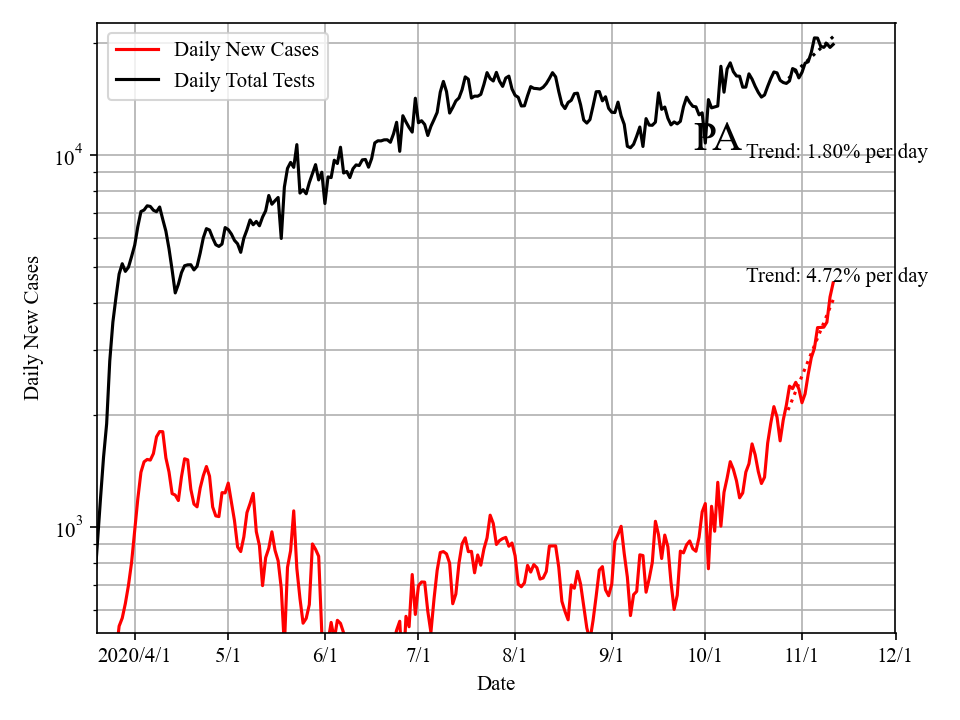 Daily New Cases
Daily Total Tests
PA
Trend: 1.80% per day
Trend: 4.72% per day
10^4
10^3
Daily New Cases
2020/4/1 5/1 6/1 7/1 8/1 9/1 10/1 11/1 12/1
Date